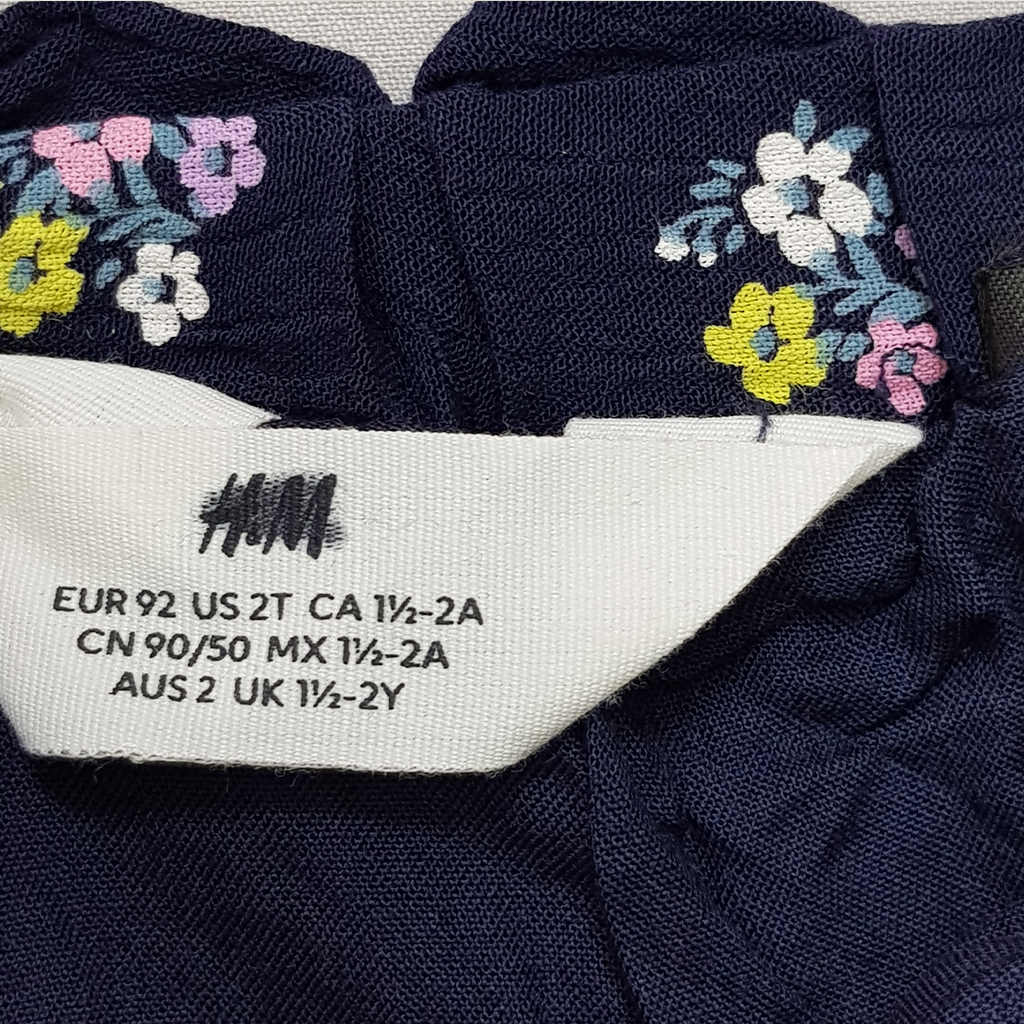 H&M
EUR 92 US 2T CA 1½-2A
CN 90/50 MX 1½-2A
AUS 2 UK 1½-2Y